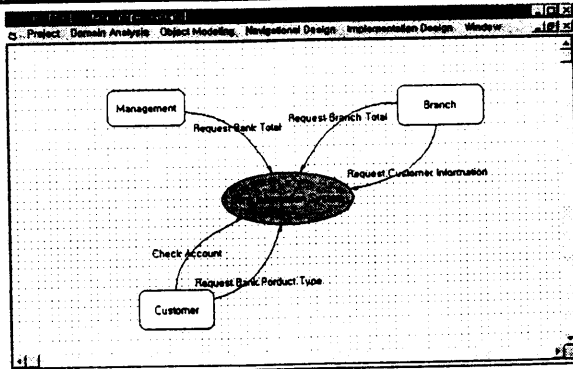 Project Domain Analysis Object Modeling Navigational Design Implementation Design Window
Management
Branch
Request Bank Total
Request Branch Total
Request Customer Information
Check Account
Request Bank Porduct Type
Customer